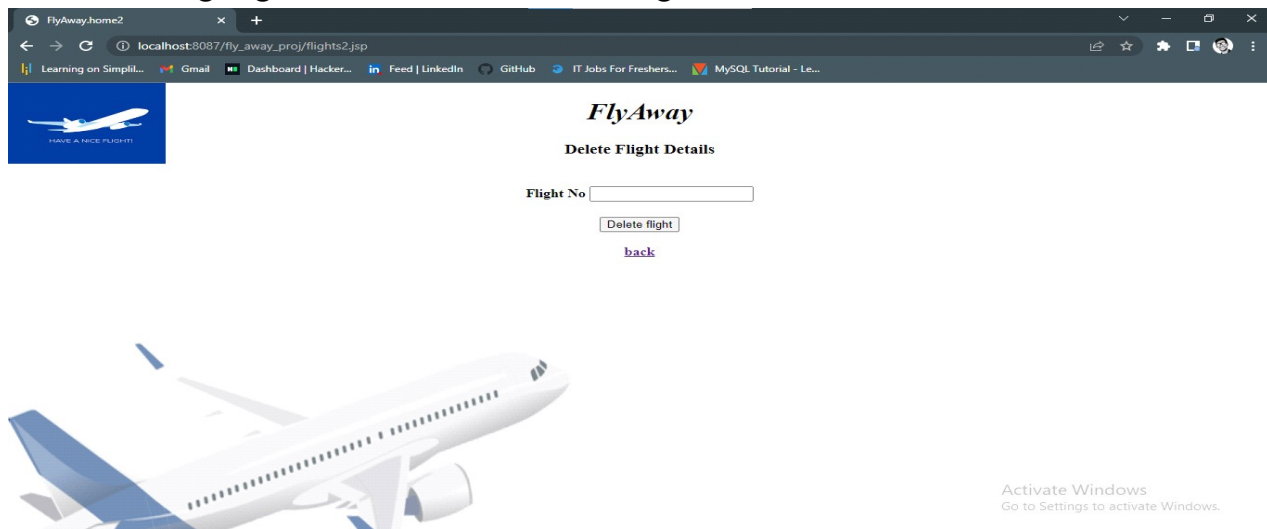 FlyAway.home2
localhost:8087/fly_away_proj/flights2.jsp
Learning on Simplil... Gmail Dashboard | Hacker... in Feed | LinkedIn GitHub IT Jobs For Freshers... MySQL Tutorial - Le...
HAVE A NICE FLIGHT!
FlyAway
Delete Flight Details
Flight No
Delete flight
back
Activate Windows
Go to Settings to activate Windows.